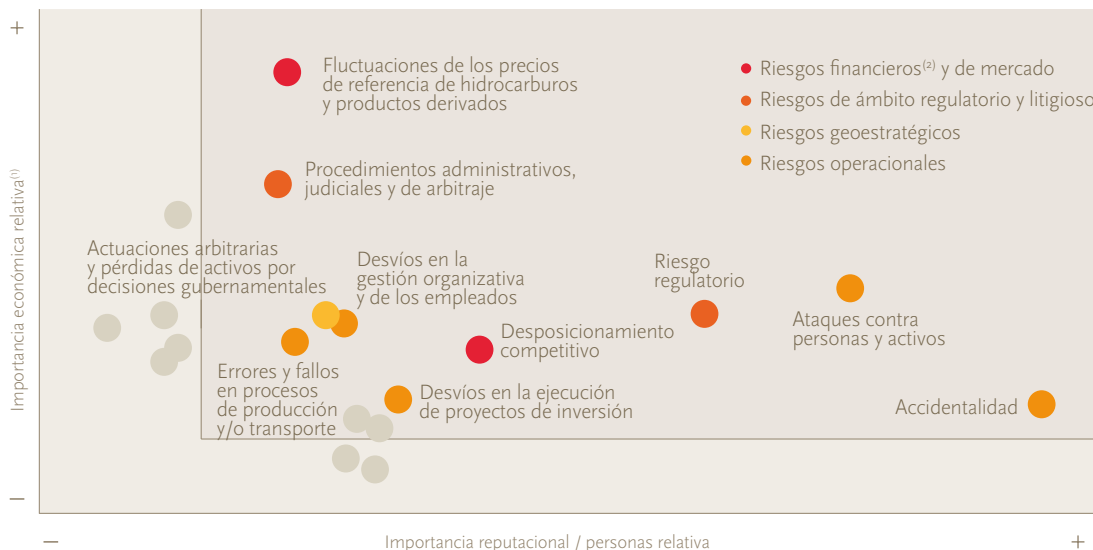 +
Importancia económica relativa⁽¹⁾
—
Fluctuaciones de los precios
de referencia de hidrocarburos
y productos derivados
Riesgos financieros⁽²⁾ y de mercado
Riesgos de ámbito regulatorio y litigioso
Riesgos geoestratégicos
Riesgos operacionales
Procedimientos administrativos,
judiciales y de arbitraje
Actuaciones arbitrarias
y pérdidas de activos por
decisiones gubernamentales
Desvíos en la
gestión organizativa
y de los empleados
Riesgo
regulatorio
Ataques contra
personas y activos
Desposicionamiento
competitivo
Errores y fallos
en procesos
de producción
y/o transporte
Desvíos en la ejecución
de proyectos de inversión
Accidentalidad
—
Importancia reputacional / personas relativa
+